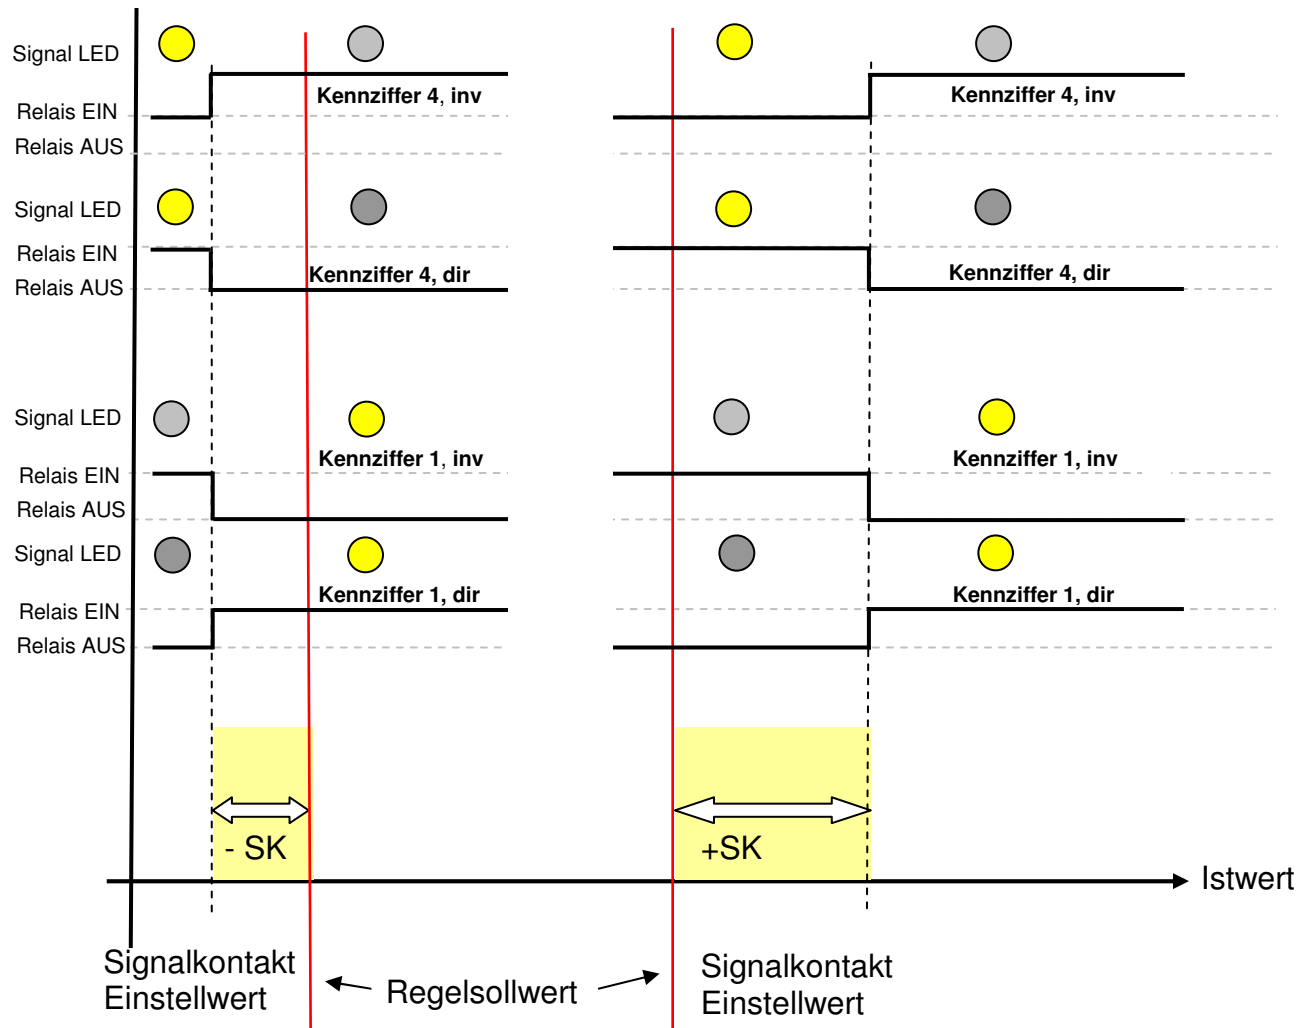 Signal LED
Kennziffer 4, inv
Kennziffer 4, inv
Relais EIN
Relais AUS
Signal LED
Relais EIN
Kennziffer 4, dir
Kennziffer 4, dir
Relais AUS
Signal LED
Kennziffer 1, inv
Kennziffer 1, inv
Relais EIN
Relais AUS
Signal LED
Kennziffer 1, dir
Kennziffer 1, dir
Relais EIN
Relais AUS
- SK
+SK
Istwert
Signalkontakt
Einstellwert
Regelsollwert
Signalkontakt
Einstellwert